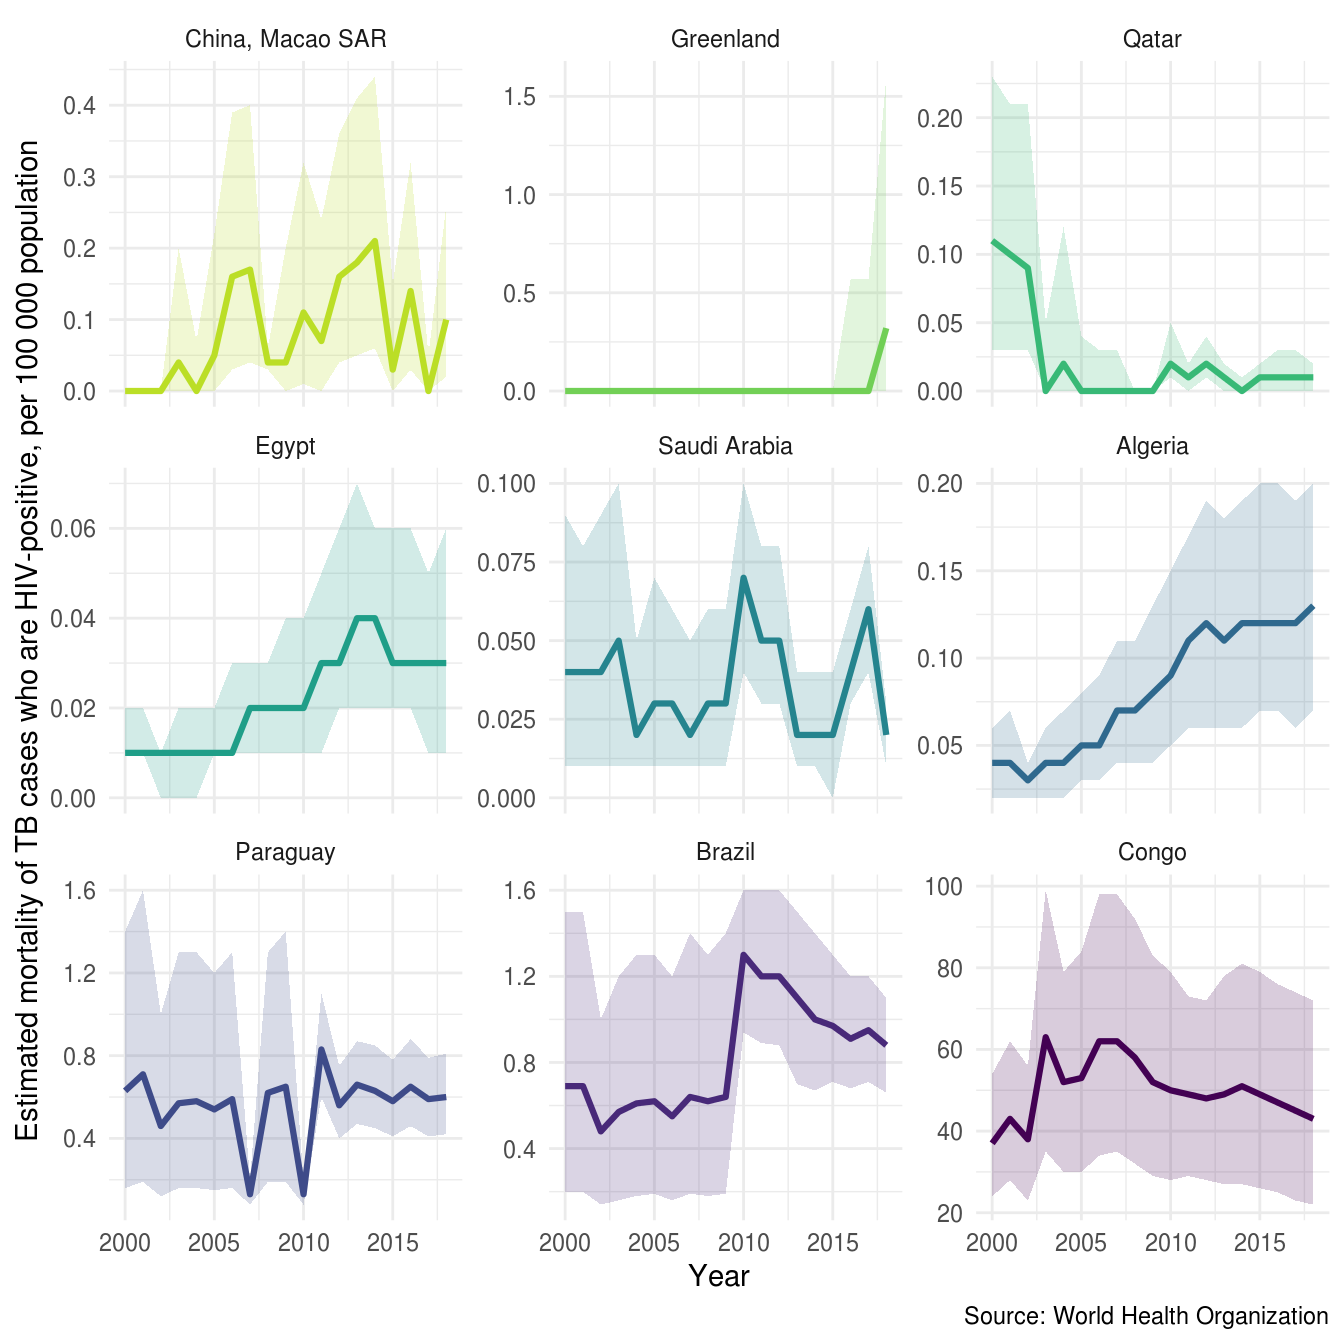 China, Macao SAR
Greenland
Qatar
0.4
0.3
0.2
0.1
0.0
1.5
1.0
0.5
0.0
0.20
0.15
0.10
0.05
0.00
Egypt
Saudi Arabia
Algeria
0.06
0.04
0.02
0.00
0.100
0.075
0.050
0.025
0.000
0.20
0.15
0.10
0.05
Paraguay
Brazil
Congo
1.6
1.2
0.8
0.4
1.6
1.2
0.8
0.4
100
80
60
40
20
2000 2005 2010 2015
2000 2005 2010 2015
2000 2005 2010 2015
Estimated mortality of TB cases who are HIV-positive, per 100 000 population
Year
Source: World Health Organization